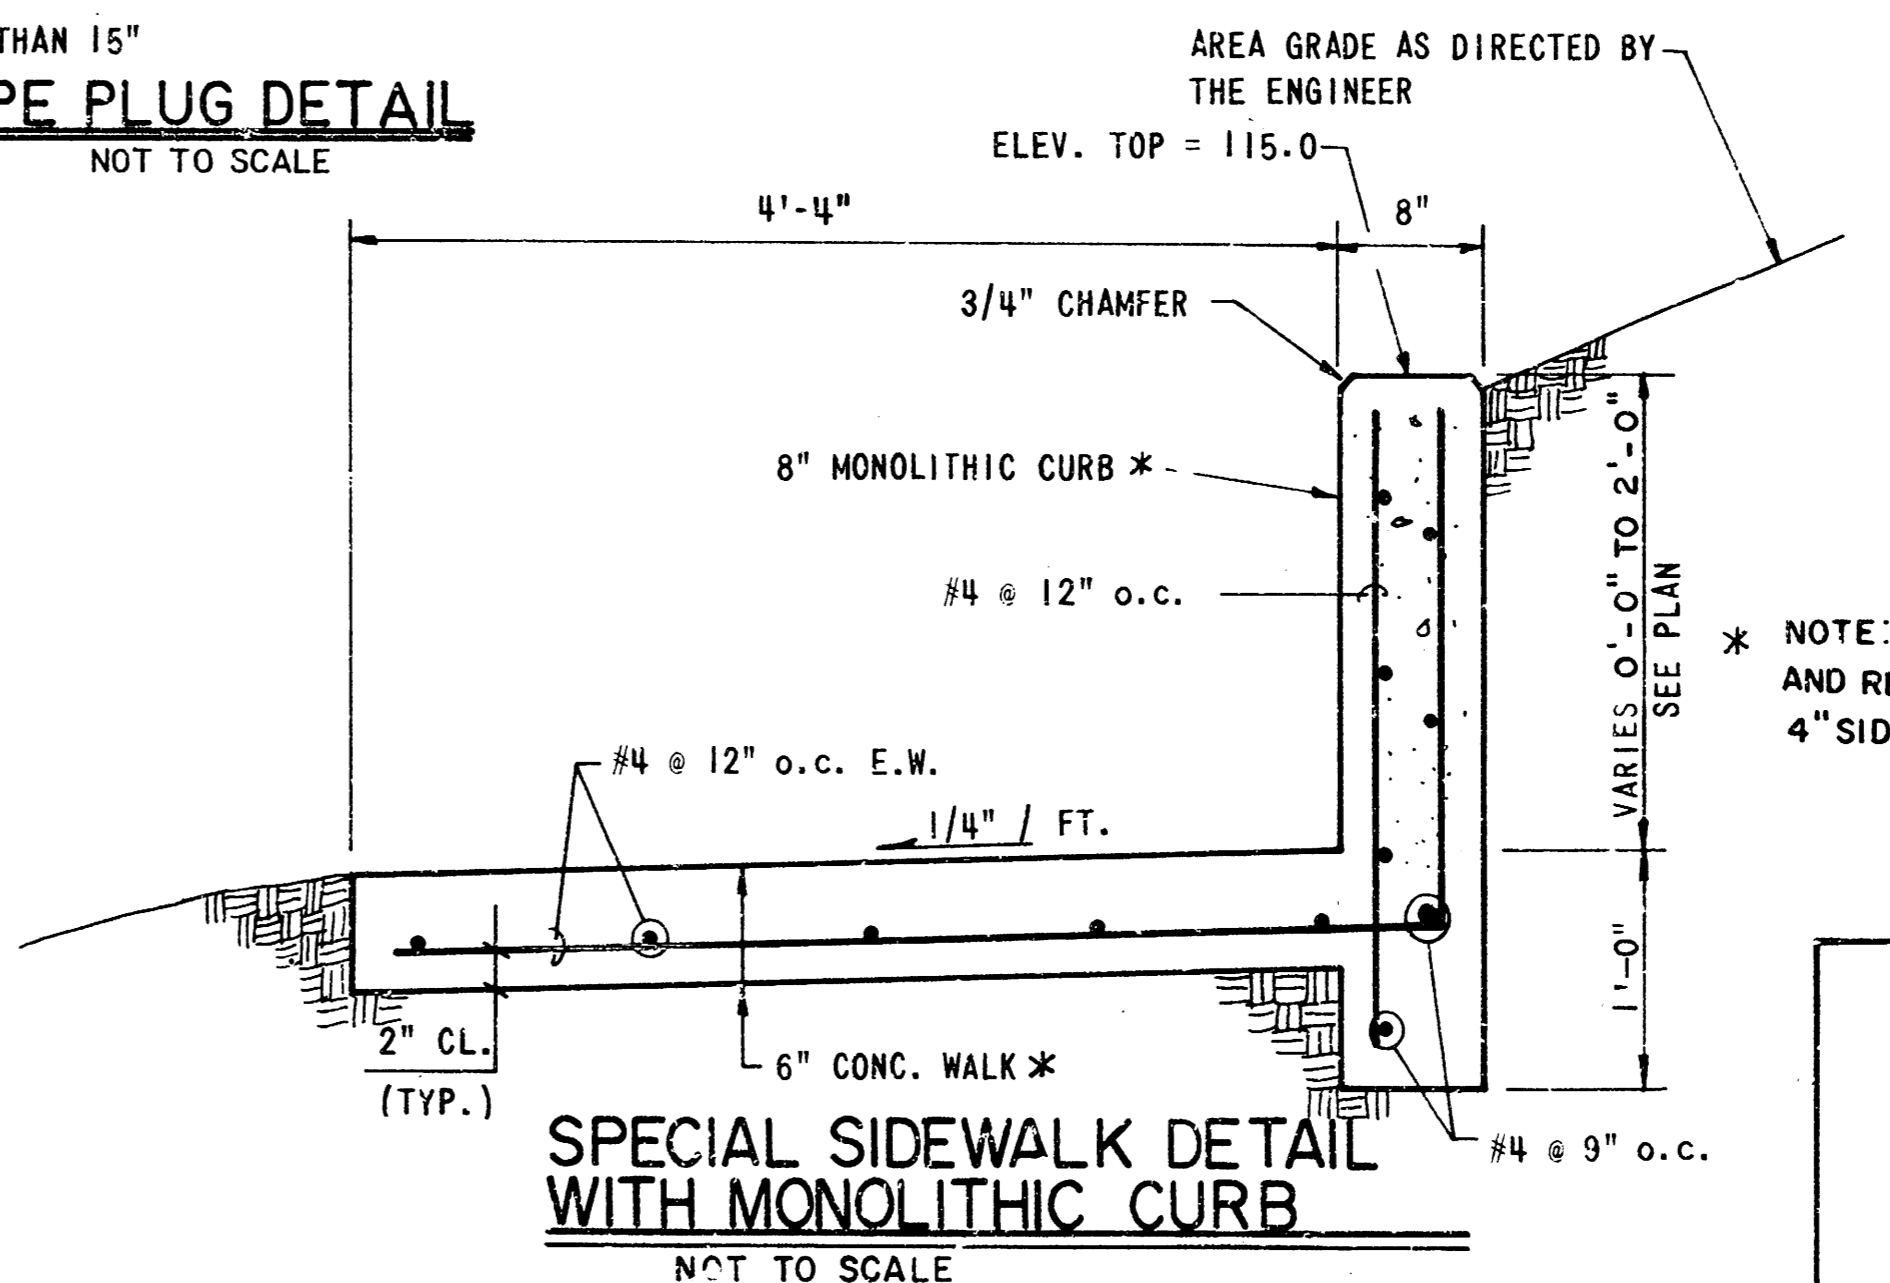 THAN 15"
PE PLUG DETAIL
NOT TO SCALE
AREA GRADE AS DIRECTED BY
THE ENGINEER
ELEV. TOP = 115.0
4'-4"
8"
3/4" CHAMFER
8" MONOLITHIC CURB *
#4 @ 12" o.c.
VARIES 0'-0" TO 2'-0"
SEE PLAN
* NOTE:
AND RE
4" SID
#4 @ 12" o.c. E.W.
1/4" / FT.
1'-0"
2" CL.
(TYP.)
6" CONC. WALK *
#4 @ 9" o.c.
SPECIAL SIDEWALK DETAIL
WITH MONOLITHIC CURB
NOT TO SCALE